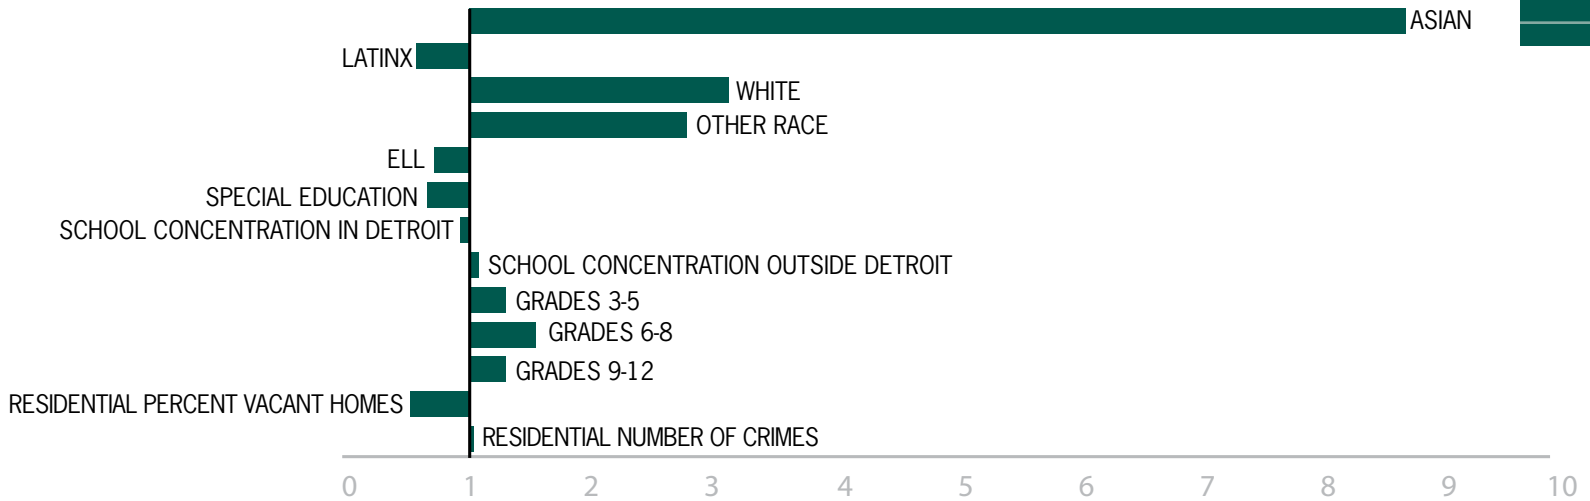 ASIAN
LATINX
WHITE
OTHER RACE
ELL
SPECIAL EDUCATION
SCHOOL CONCENTRATION IN DETROIT
SCHOOL CONCENTRATION OUTSIDE DETROIT
GRADES 3-5
GRADES 6-8
GRADES 9-12
RESIDENTIAL PERCENT VACANT HOMES
RESIDENTIAL NUMBER OF CRIMES
0 1 2 3 4 5 6 7 8 9 10